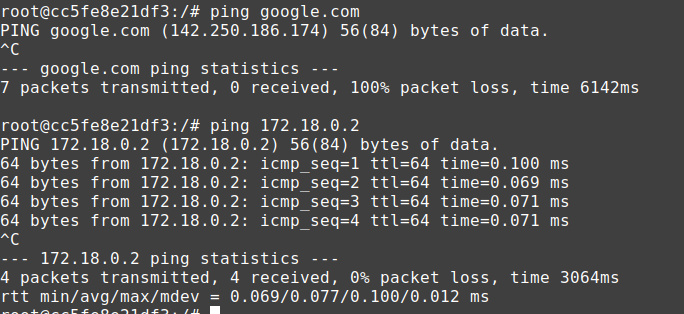 root@cc5fe8e21df3:/# ping google.com
PING google.com (142.250.186.174) 56(84) bytes of data.
^C
--- google.com ping statistics ---
7 packets transmitted, 0 received, 100% packet loss, time 6142ms

root@cc5fe8e21df3:/# ping 172.18.0.2
PING 172.18.0.2 (172.18.0.2) 56(84) bytes of data.
64 bytes from 172.18.0.2: icmp_seq=1 ttl=64 time=0.100 ms
64 bytes from 172.18.0.2: icmp_seq=2 ttl=64 time=0.069 ms
64 bytes from 172.18.0.2: icmp_seq=3 ttl=64 time=0.071 ms
64 bytes from 172.18.0.2: icmp_seq=4 ttl=64 time=0.071 ms
^C
--- 172.18.0.2 ping statistics ---
4 packets transmitted, 4 received, 0% packet loss, time 3064ms
rtt min/avg/max/mdev = 0.069/0.077/0.100/0.012 ms
root@cc5fe8e21df3:/#